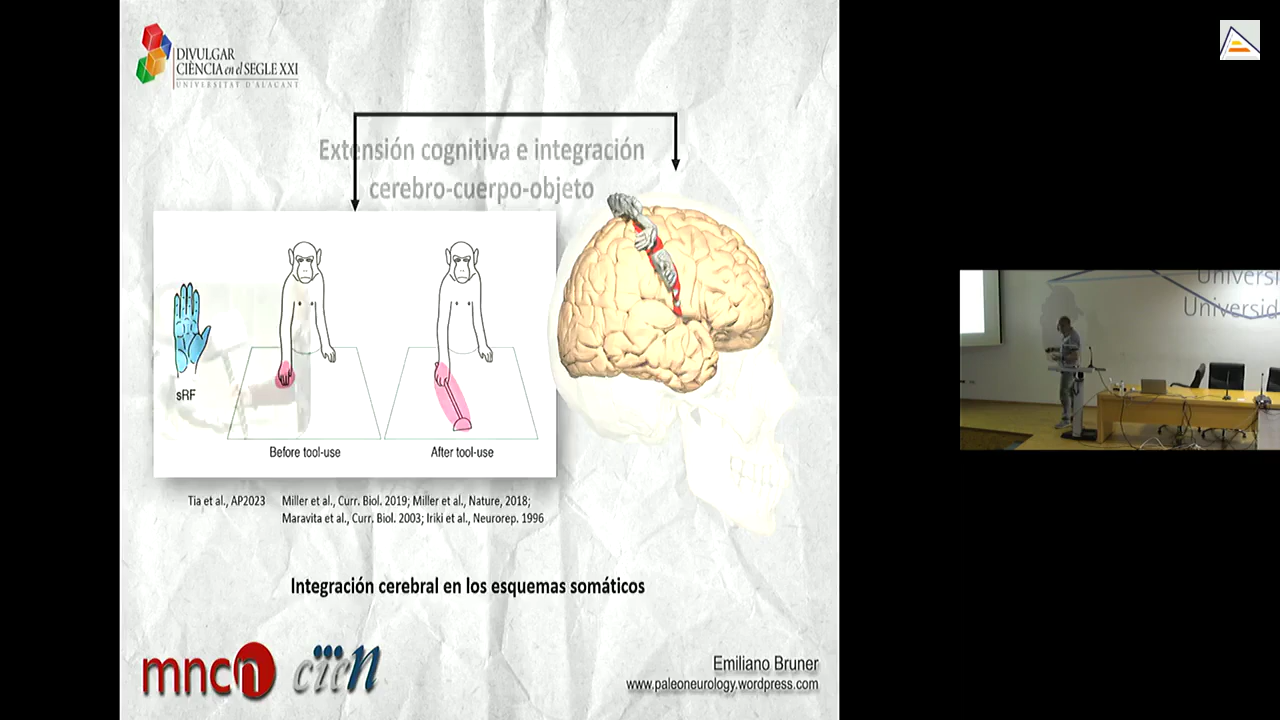 DIVULGAR
CIÈNCIA en el SEGLE XXI
UNIVERSITAT D'ALACANT
Extensión cognitiva e integración
cerebro-cuerpo-objeto
sRF
Before tool-use
After tool-use
Tia et al., AP2023
Miller et al., Curr. Biol. 2019; Miller et al., Nature, 2018;
Maravita et al., Curr. Biol. 2003; Iriki et al., Neurorep. 1996
Integración cerebral en los esquemas somáticos
mncn
Emiliano Bruner
www.paleoneurology.wordpress.com
Universi
Universid